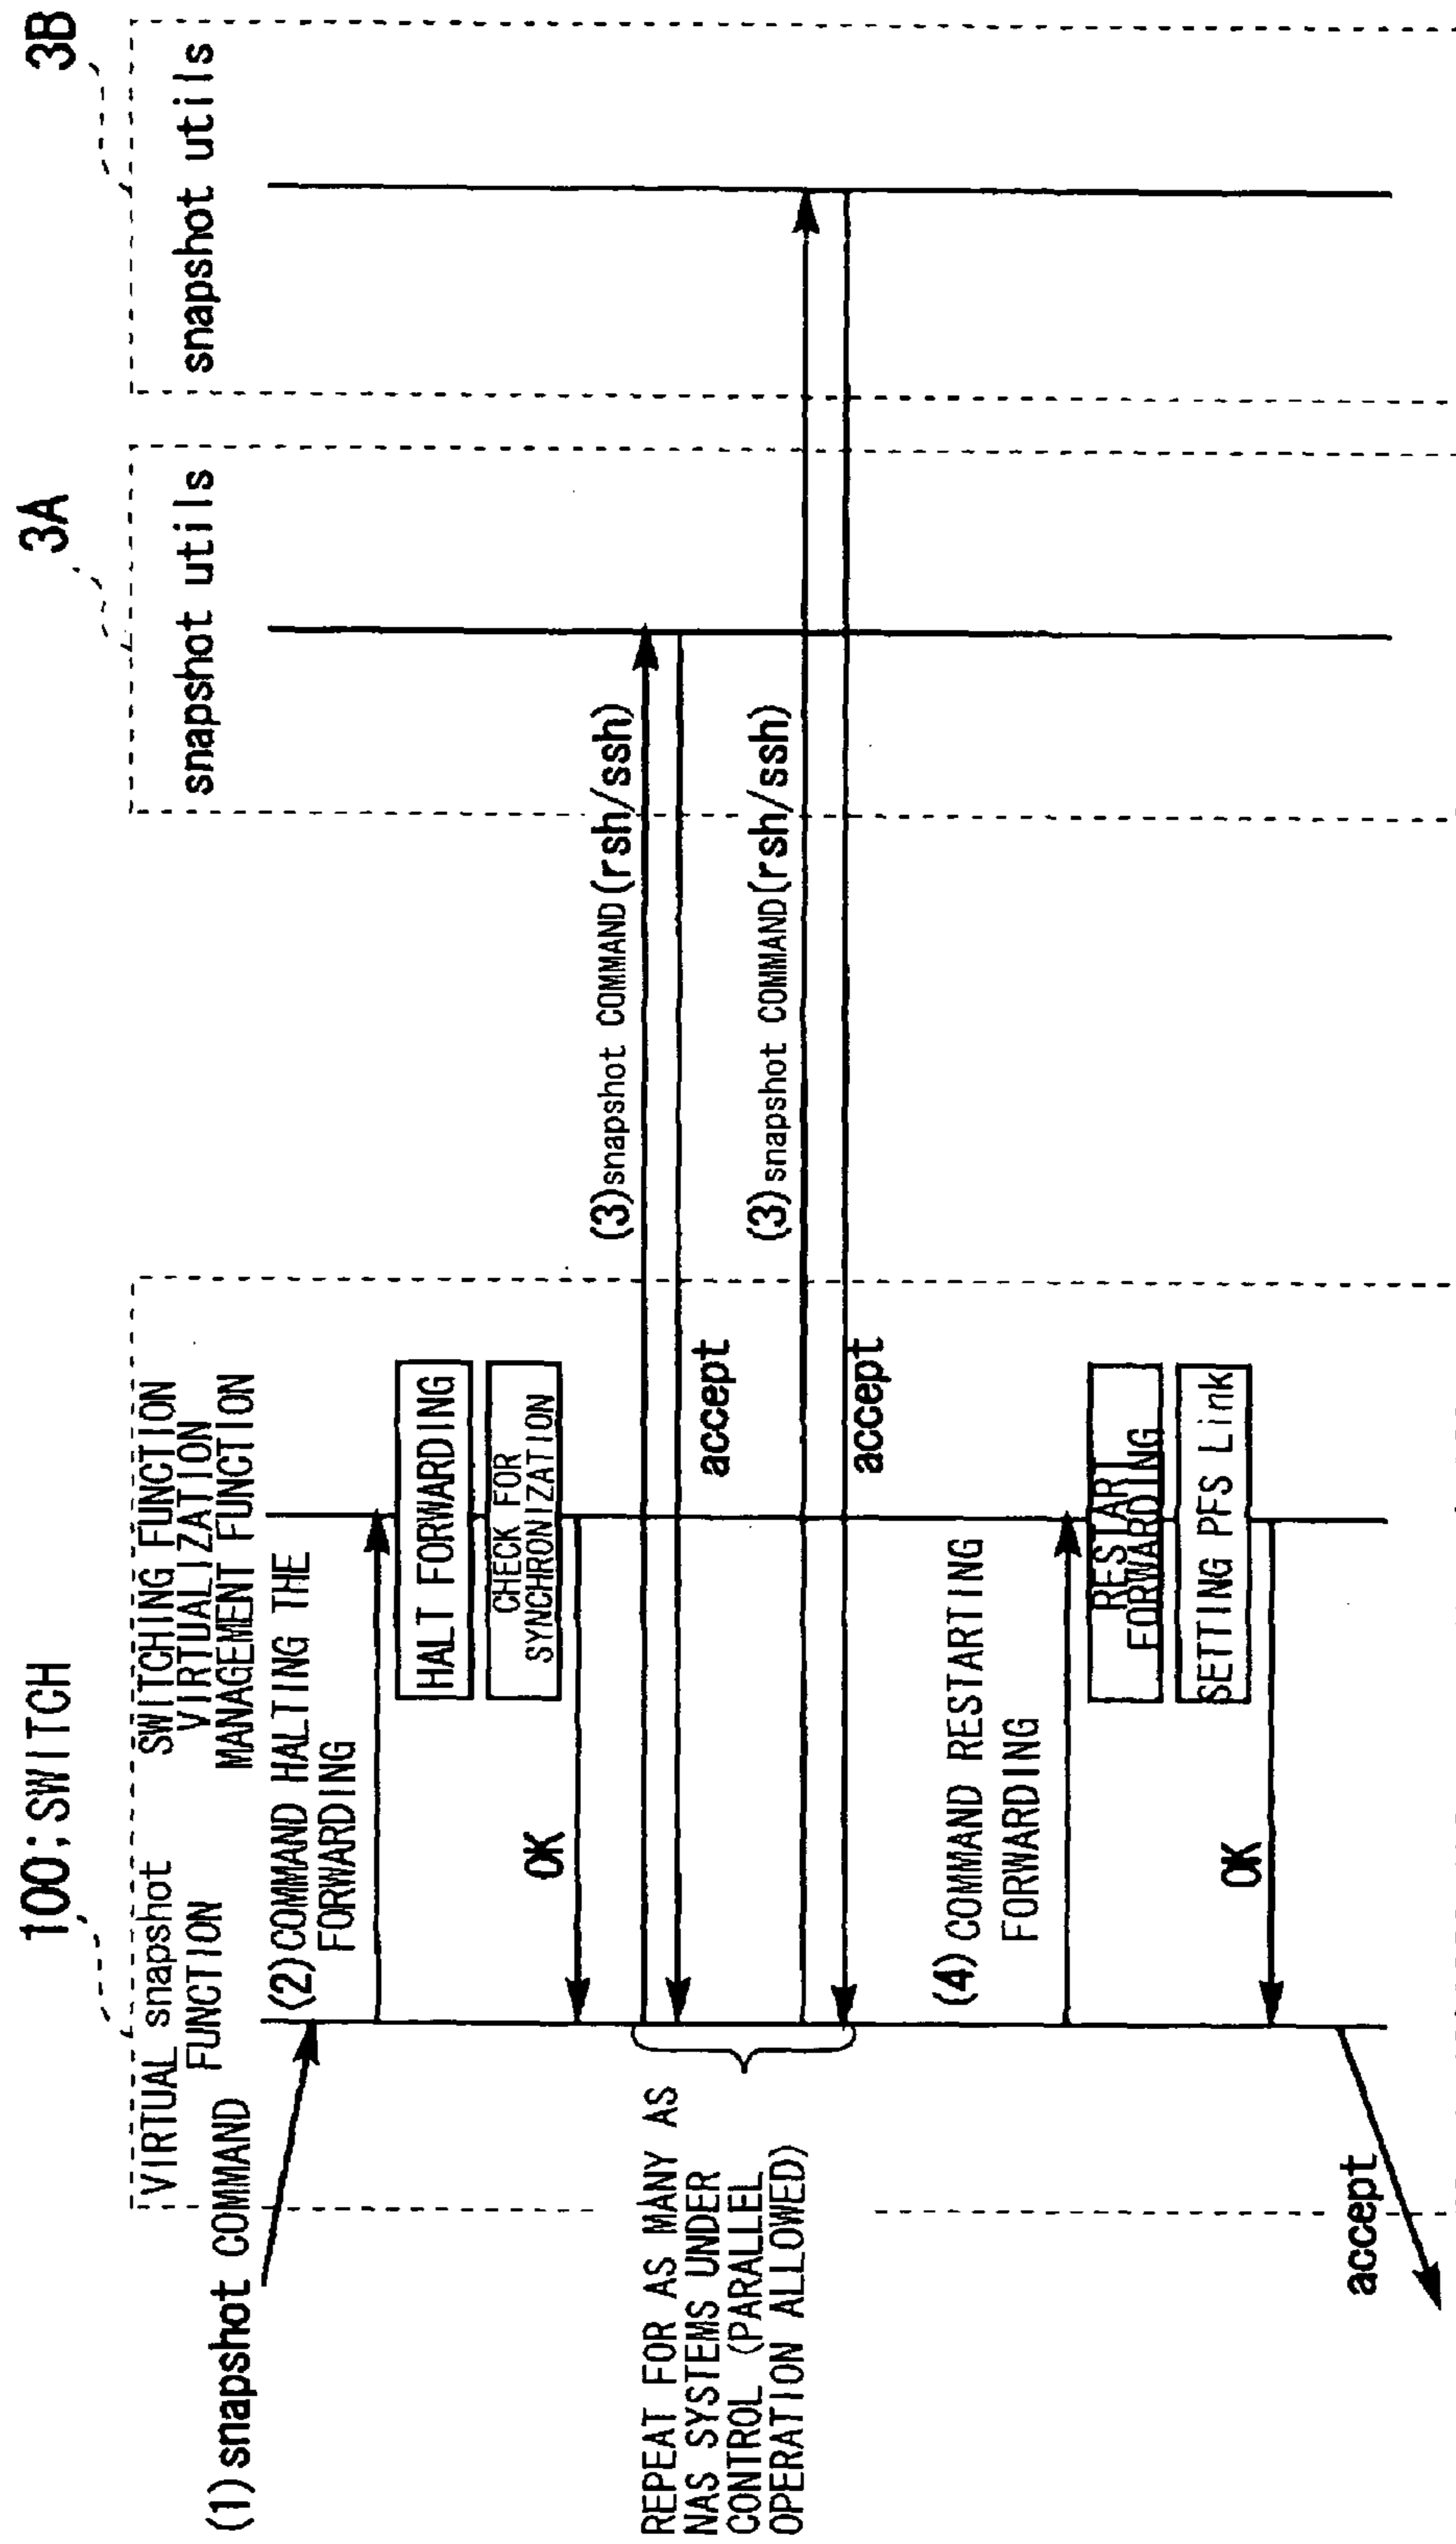 100;SWITCH
3A
3B
VIRTUAL snapshot
FUNCTION
SWITCHING FUNCTION
VIRTUALIZATION
MANAGEMENT FUNCTION
snapshot utils
snapshot utils
(1)snapshot COMMAND
(2)COMMAND HALTING THE
FORWARDING
HALT FORWARDING
CHECK FOR
SYNCHRONIZATION
OK
(3)snapshot COMMAND(rsh/ssh)
accept
(3)snapshot COMMAND(rsh/ssh)
accept
REPEAT FOR AS MANY AS
NAS SYSTEMS UNDER
CONTROL (PARALLEL
OPERATION ALLOWED)
(4)COMMAND RESTARTING
FORWARDING
RESTART
FORWARDING
SETTING PFS Link
OK
accept